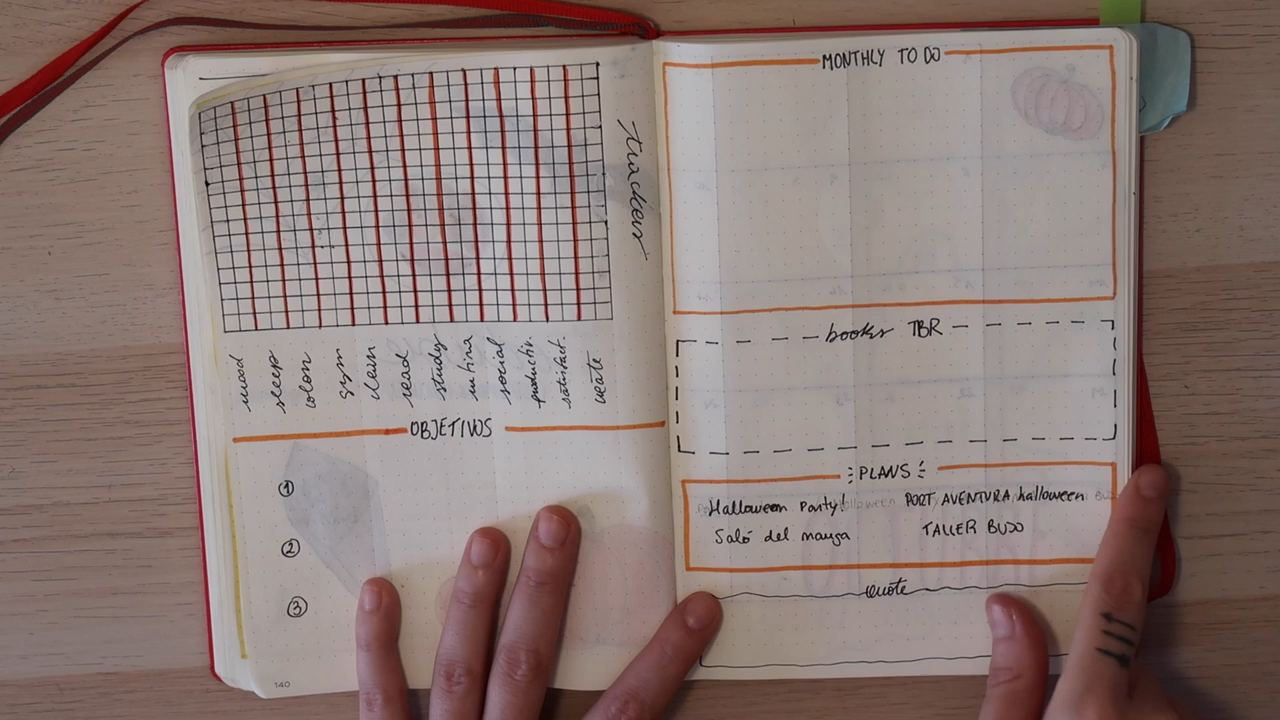 trackers
mood
sleep
colon
gym
clean
read
study
rutina
social
productiv.
satisfact.
create
OBJETIVOS
1
2
3
140
MONTHLY TO DO
books TBR
PLANS
Halloween Party! PORT AVENTURA halloween
Saló del manga TALLER BUJO
quote